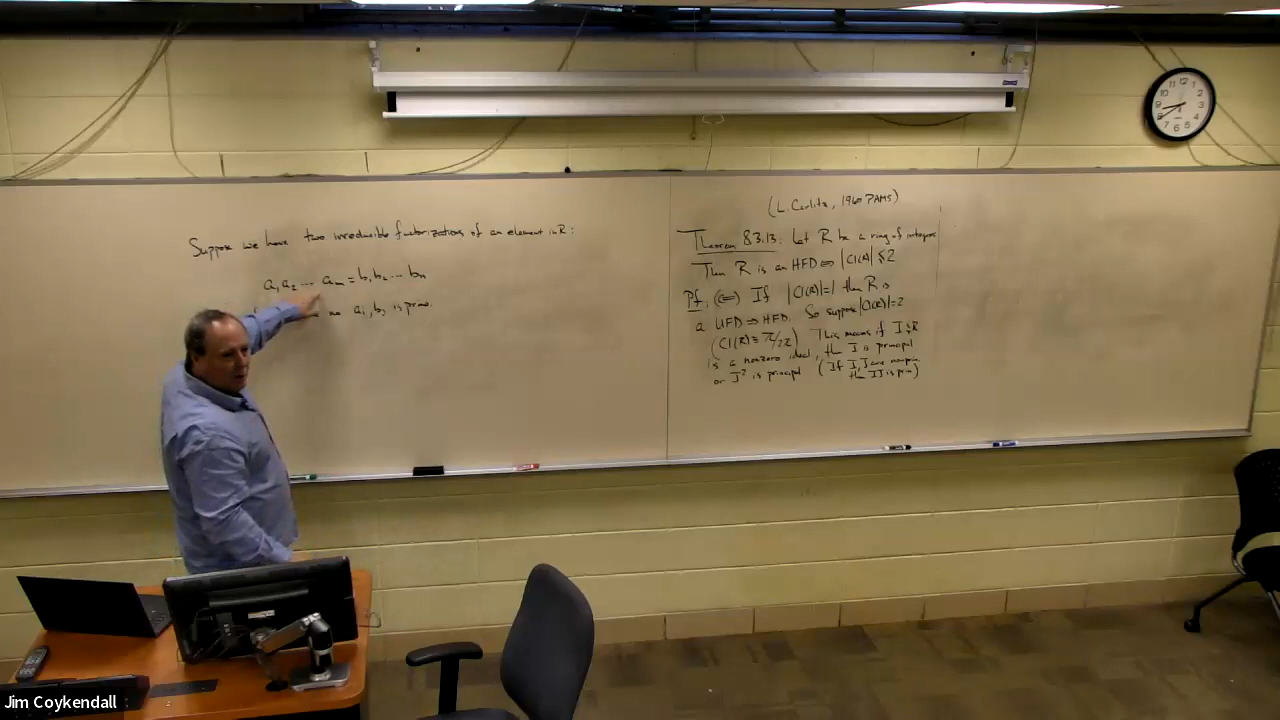 Suppose we have two irreducible factorizations of an element in R:
a₁a₂ ⋯ aₘ = b₁b₂ ⋯ bₙ
no aᵢ, bⱼ is prime.
(L. Carlitz, 1960 PAMS)
Theorem 8.3.13: Let R be a ring of integers
Then R is an HFD ⇔ |Cl(R)| ≤ 2
Pf: (⇐) If |Cl(R)|=1 then R is
a UFD ⇒ HFD. So suppose |Cl(R)|=2
(Cl(R) ≅ ℤ/2ℤ) This means if I ⊊ R
is a nonzero ideal, then I is principal
or I² is principal (If I, J are nonprin.
then IJ is prin)
Jim Coykendall